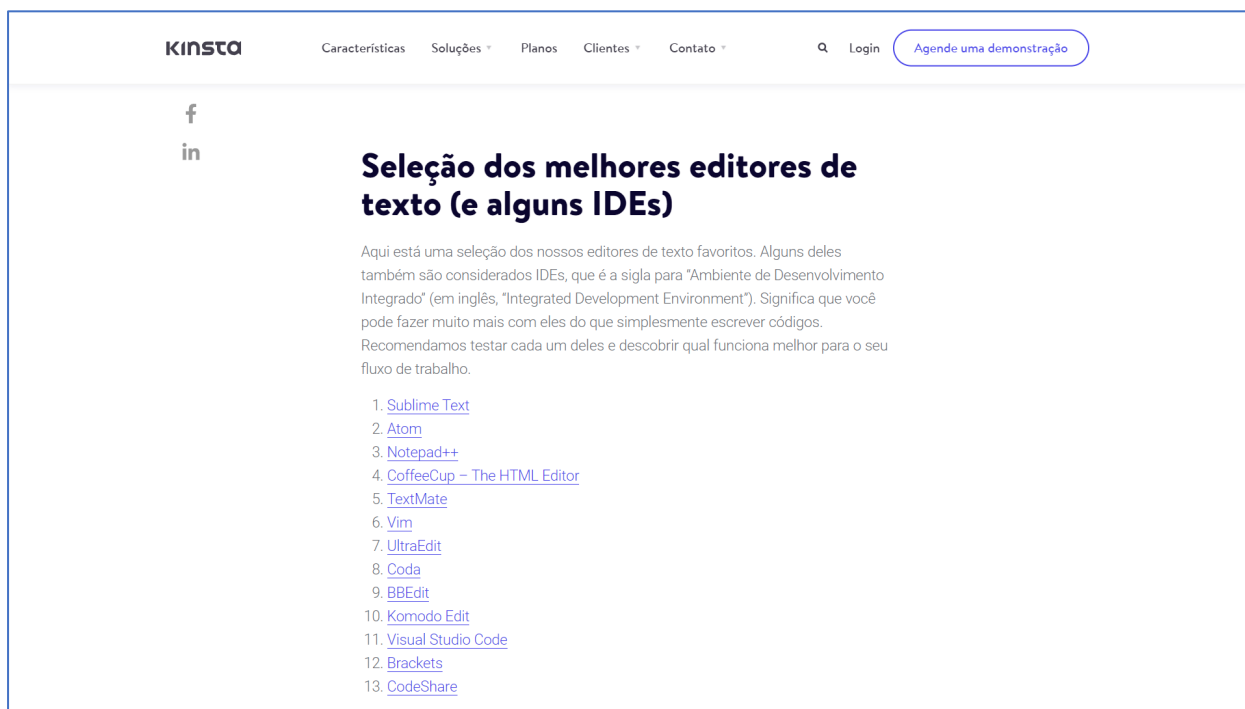 KINSTA
Características Soluções Planos Clientes Contato Login Agende uma demonstração
f
in
Seleção dos melhores editores de
texto (e alguns IDEs)
Aqui está uma seleção dos nossos editores de texto favoritos. Alguns deles
também são considerados IDEs, que é a sigla para “Ambiente de Desenvolvimento
Integrado” (em inglês, “Integrated Development Environment”). Significa que você
pode fazer muito mais com eles do que simplesmente escrever códigos.
Recomendamos testar cada um deles e descobrir qual funciona melhor para o seu
fluxo de trabalho.
1. Sublime Text
2. Atom
3. Notepad++
4. CoffeeCup – The HTML Editor
5. TextMate
6. Vim
7. UltraEdit
8. Coda
9. BBEdit
10. Komodo Edit
11. Visual Studio Code
12. Brackets
13. CodeShare